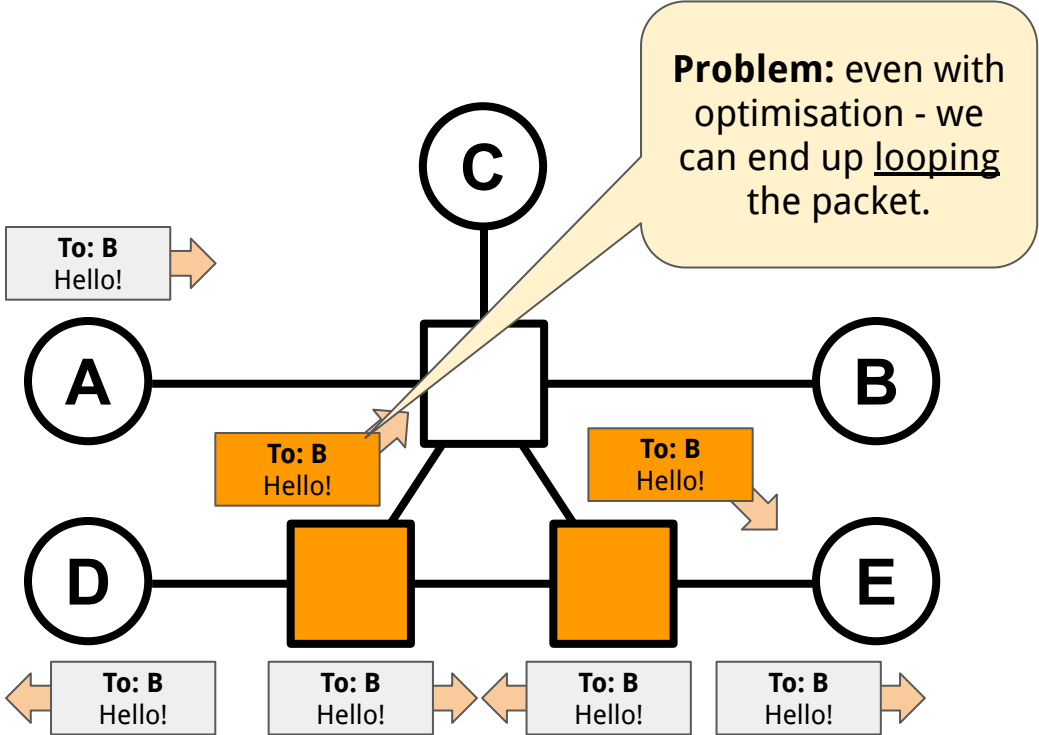 Problem: even with
optimisation - we
can end up looping
the packet.
C
To: B
Hello!
A
B
To: B
Hello!
To: B
Hello!
D
E
To: B
Hello!
To: B
Hello!
To: B
Hello!
To: B
Hello!